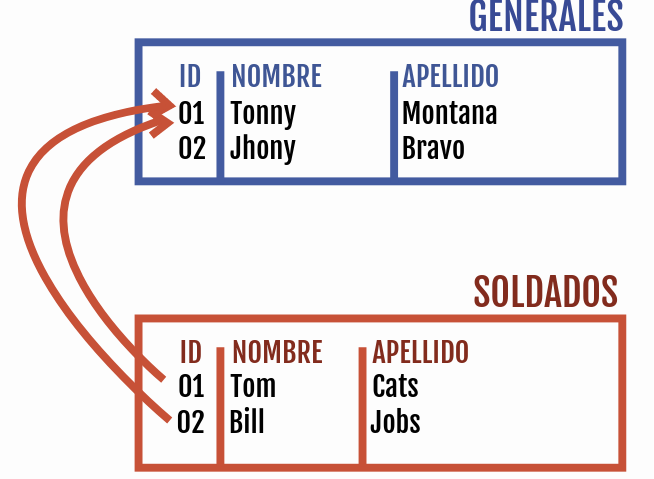 GENERALES
ID NOMBRE APELLIDO
01 Tonny Montana
02 Jhony Bravo
SOLDADOS
ID NOMBRE APELLIDO
01 Tom Cats
02 Bill Jobs